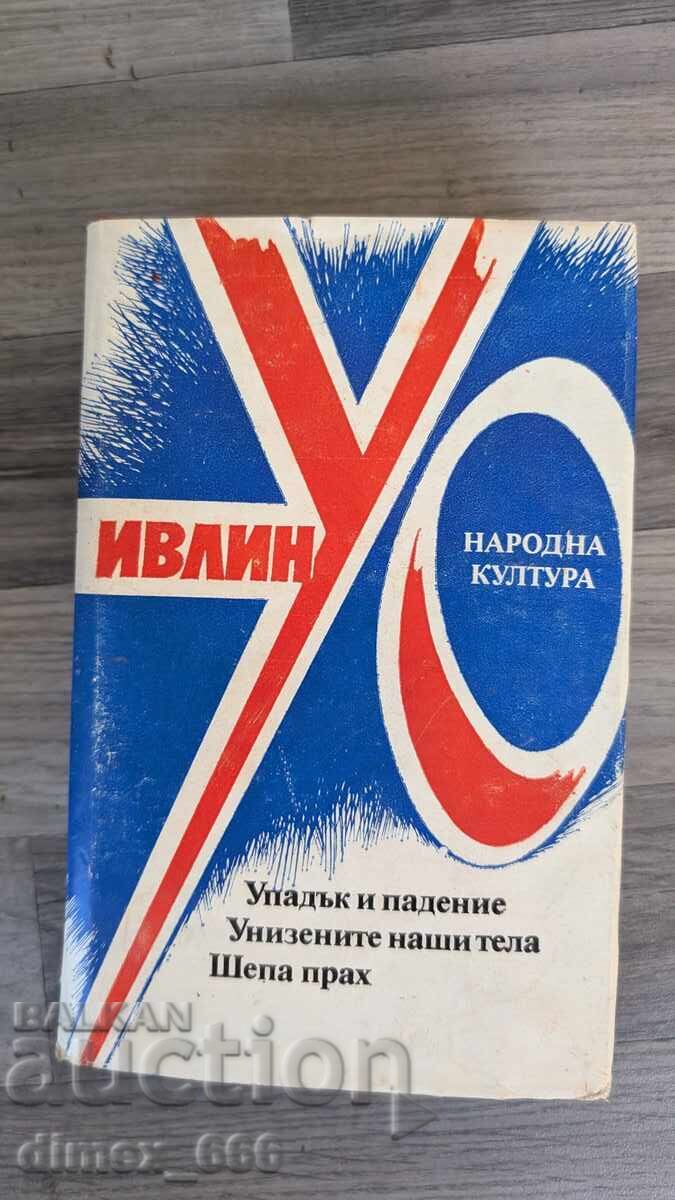 ИВЛИН УО
НАРОДНА
КУЛТУРА
Упадък и падение
Унизените наши тела
Шепа прах
BALKAN
auction
dimex_666